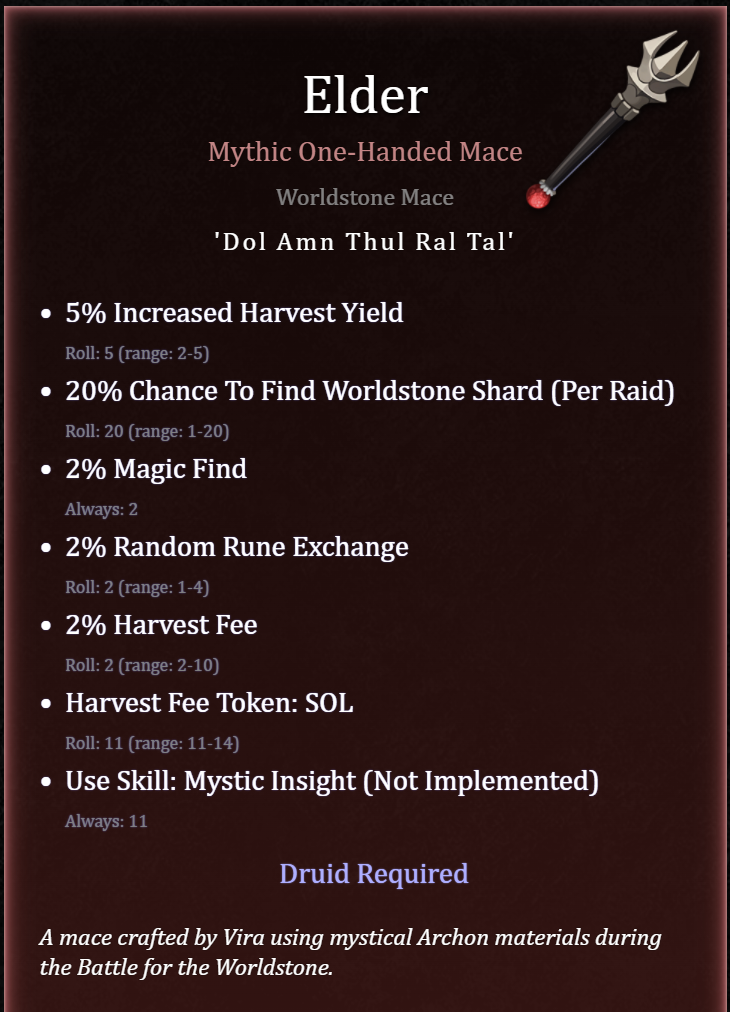 Elder
Mythic One-Handed Mace
Worldstone Mace
'Dol Amn Thul Ral Tal'
• 5% Increased Harvest Yield
Roll: 5 (range: 2-5)
• 20% Chance To Find Worldstone Shard (Per Raid)
Roll: 20 (range: 1-20)
• 2% Magic Find
Always: 2
• 2% Random Rune Exchange
Roll: 2 (range: 1-4)
• 2% Harvest Fee
Roll: 2 (range: 2-10)
• Harvest Fee Token: SOL
Roll: 11 (range: 11-14)
• Use Skill: Mystic Insight (Not Implemented)
Always: 11
Druid Required
A mace crafted by Vira using mystical Archon materials during
the Battle for the Worldstone.